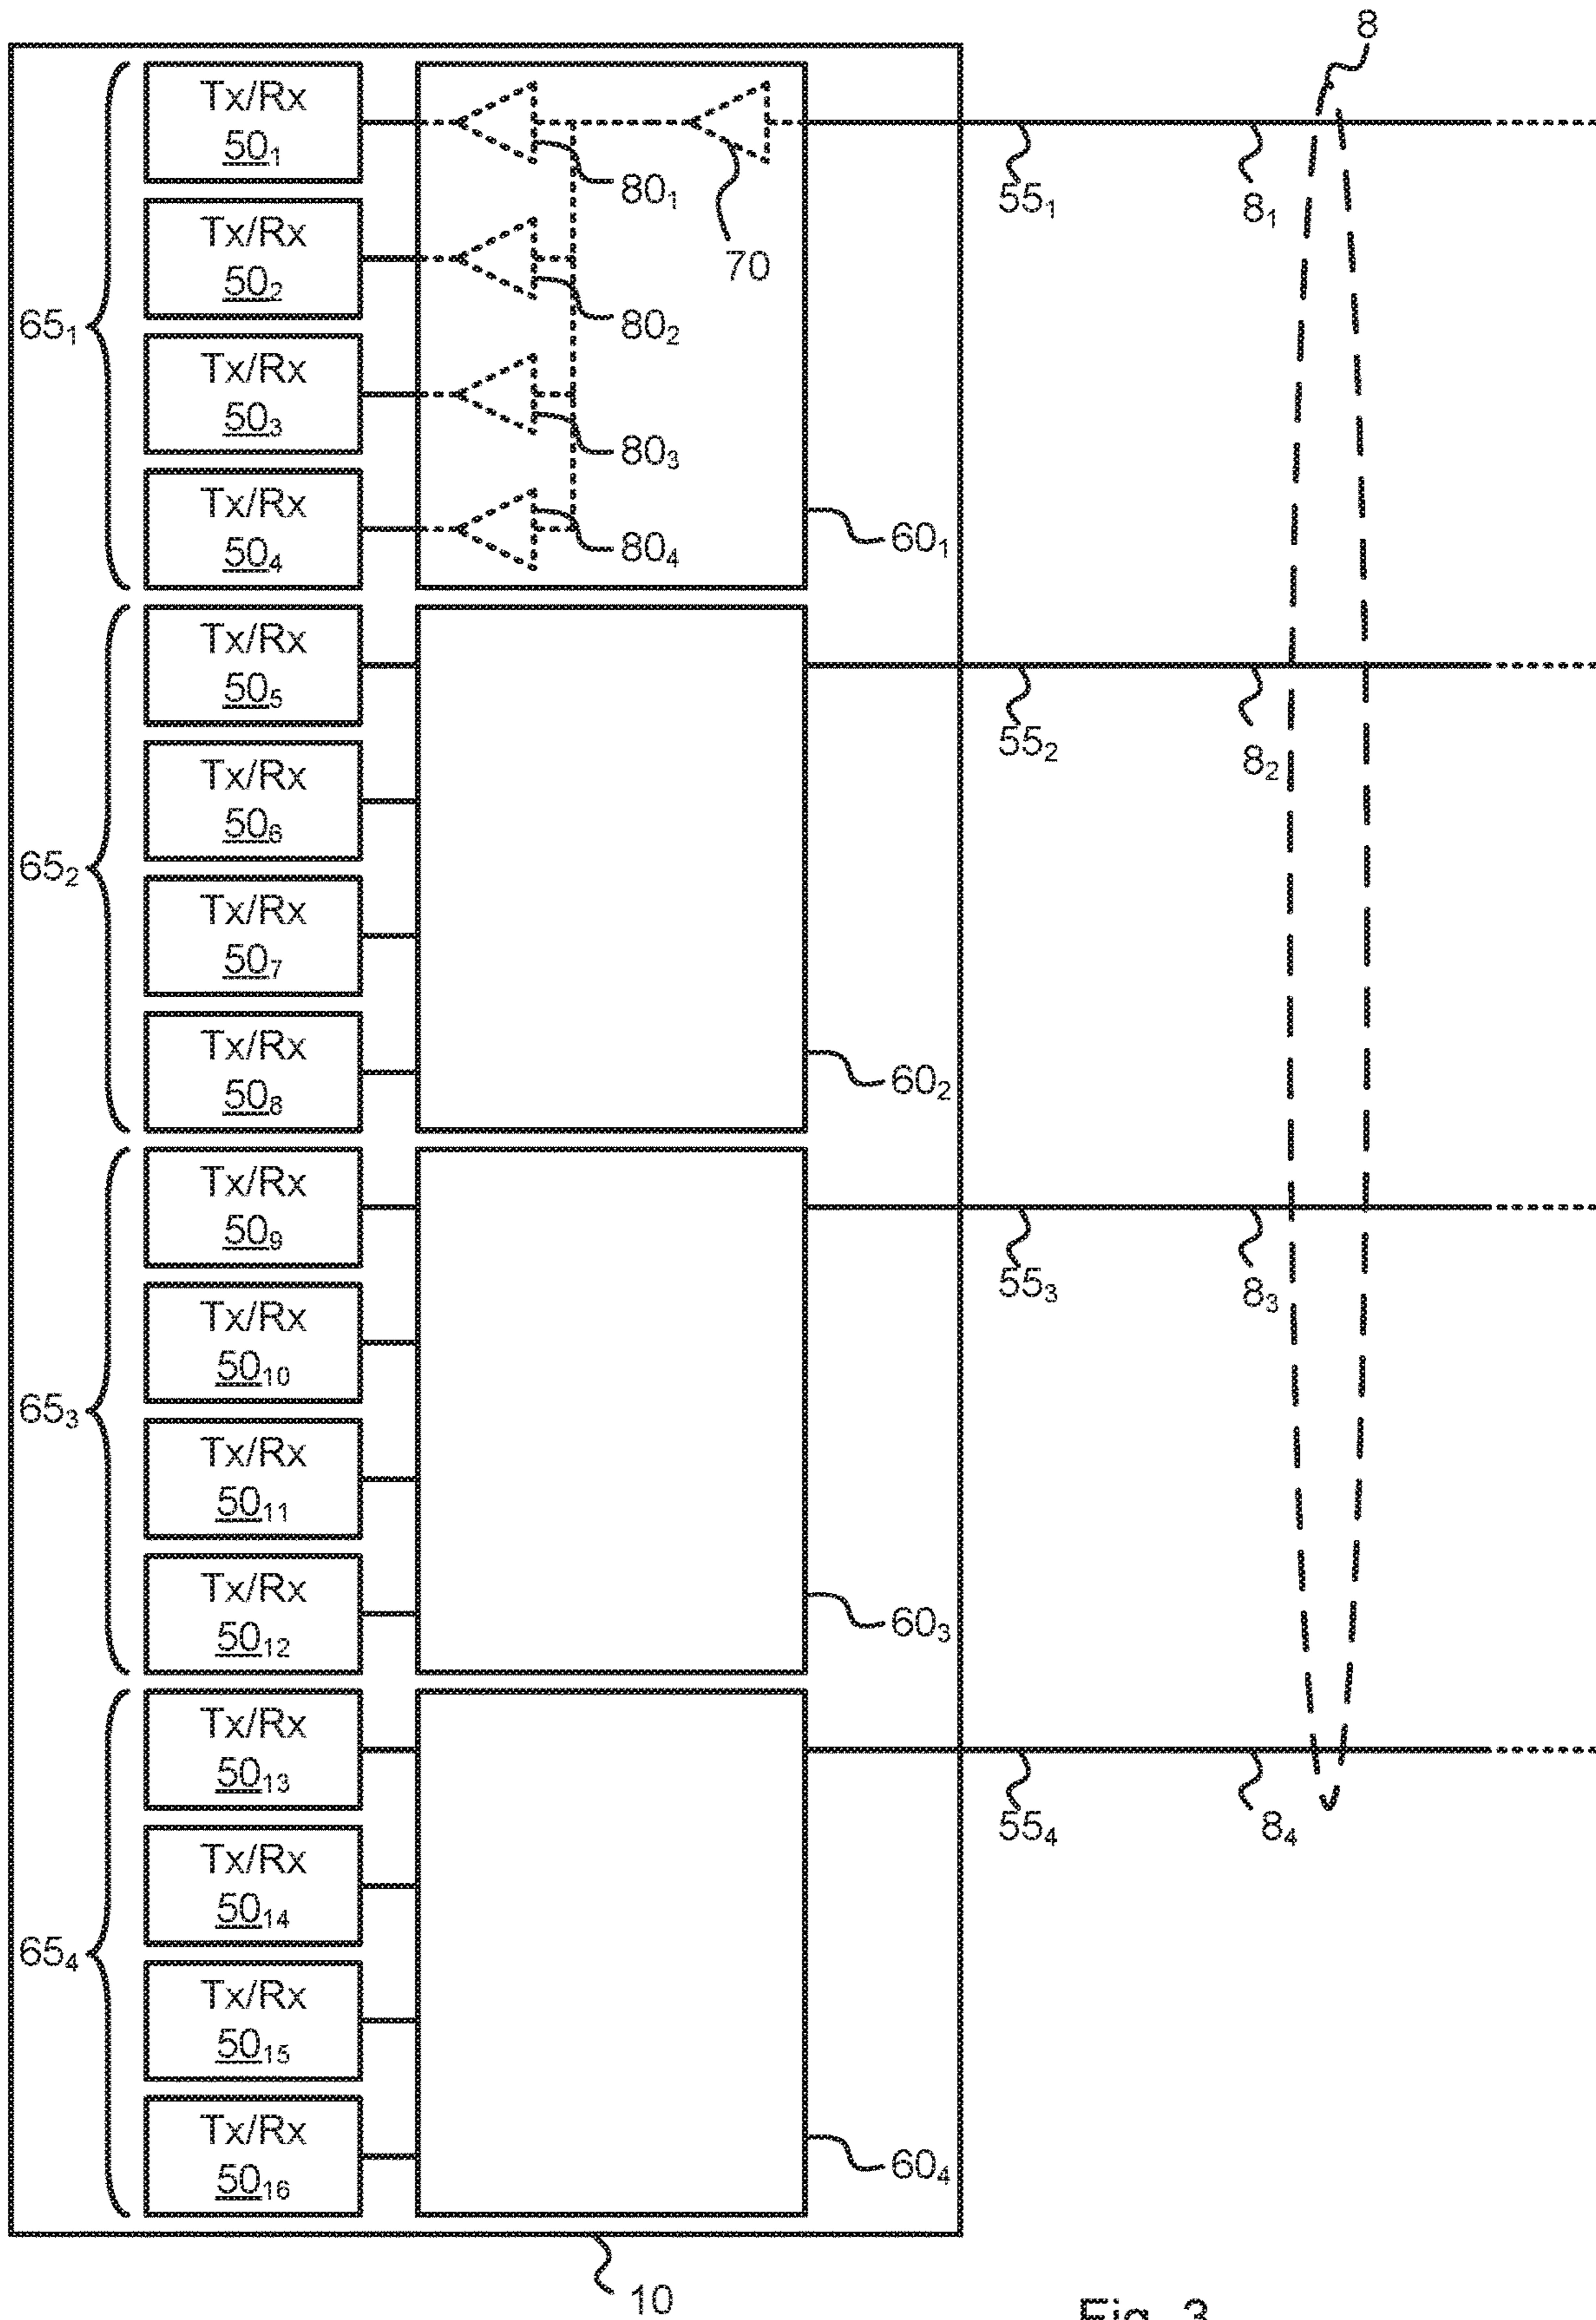 8
Tx/Rx
50₁
80₁
70
55₁
8₁
Tx/Rx
50₂
80₂
65₁
Tx/Rx
50₃
80₃
Tx/Rx
50₄
80₄
60₁
Tx/Rx
50₅
55₂
8₂
Tx/Rx
50₆
65₂
Tx/Rx
50₇
Tx/Rx
50₈
60₂
Tx/Rx
50₉
55₃
8₃
Tx/Rx
50₁₀
65₃
Tx/Rx
50₁₁
Tx/Rx
50₁₂
60₃
Tx/Rx
50₁₃
55₄
8₄
Tx/Rx
50₁₄
65₄
Tx/Rx
50₁₅
Tx/Rx
50₁₆
60₄
10
Fig. 3